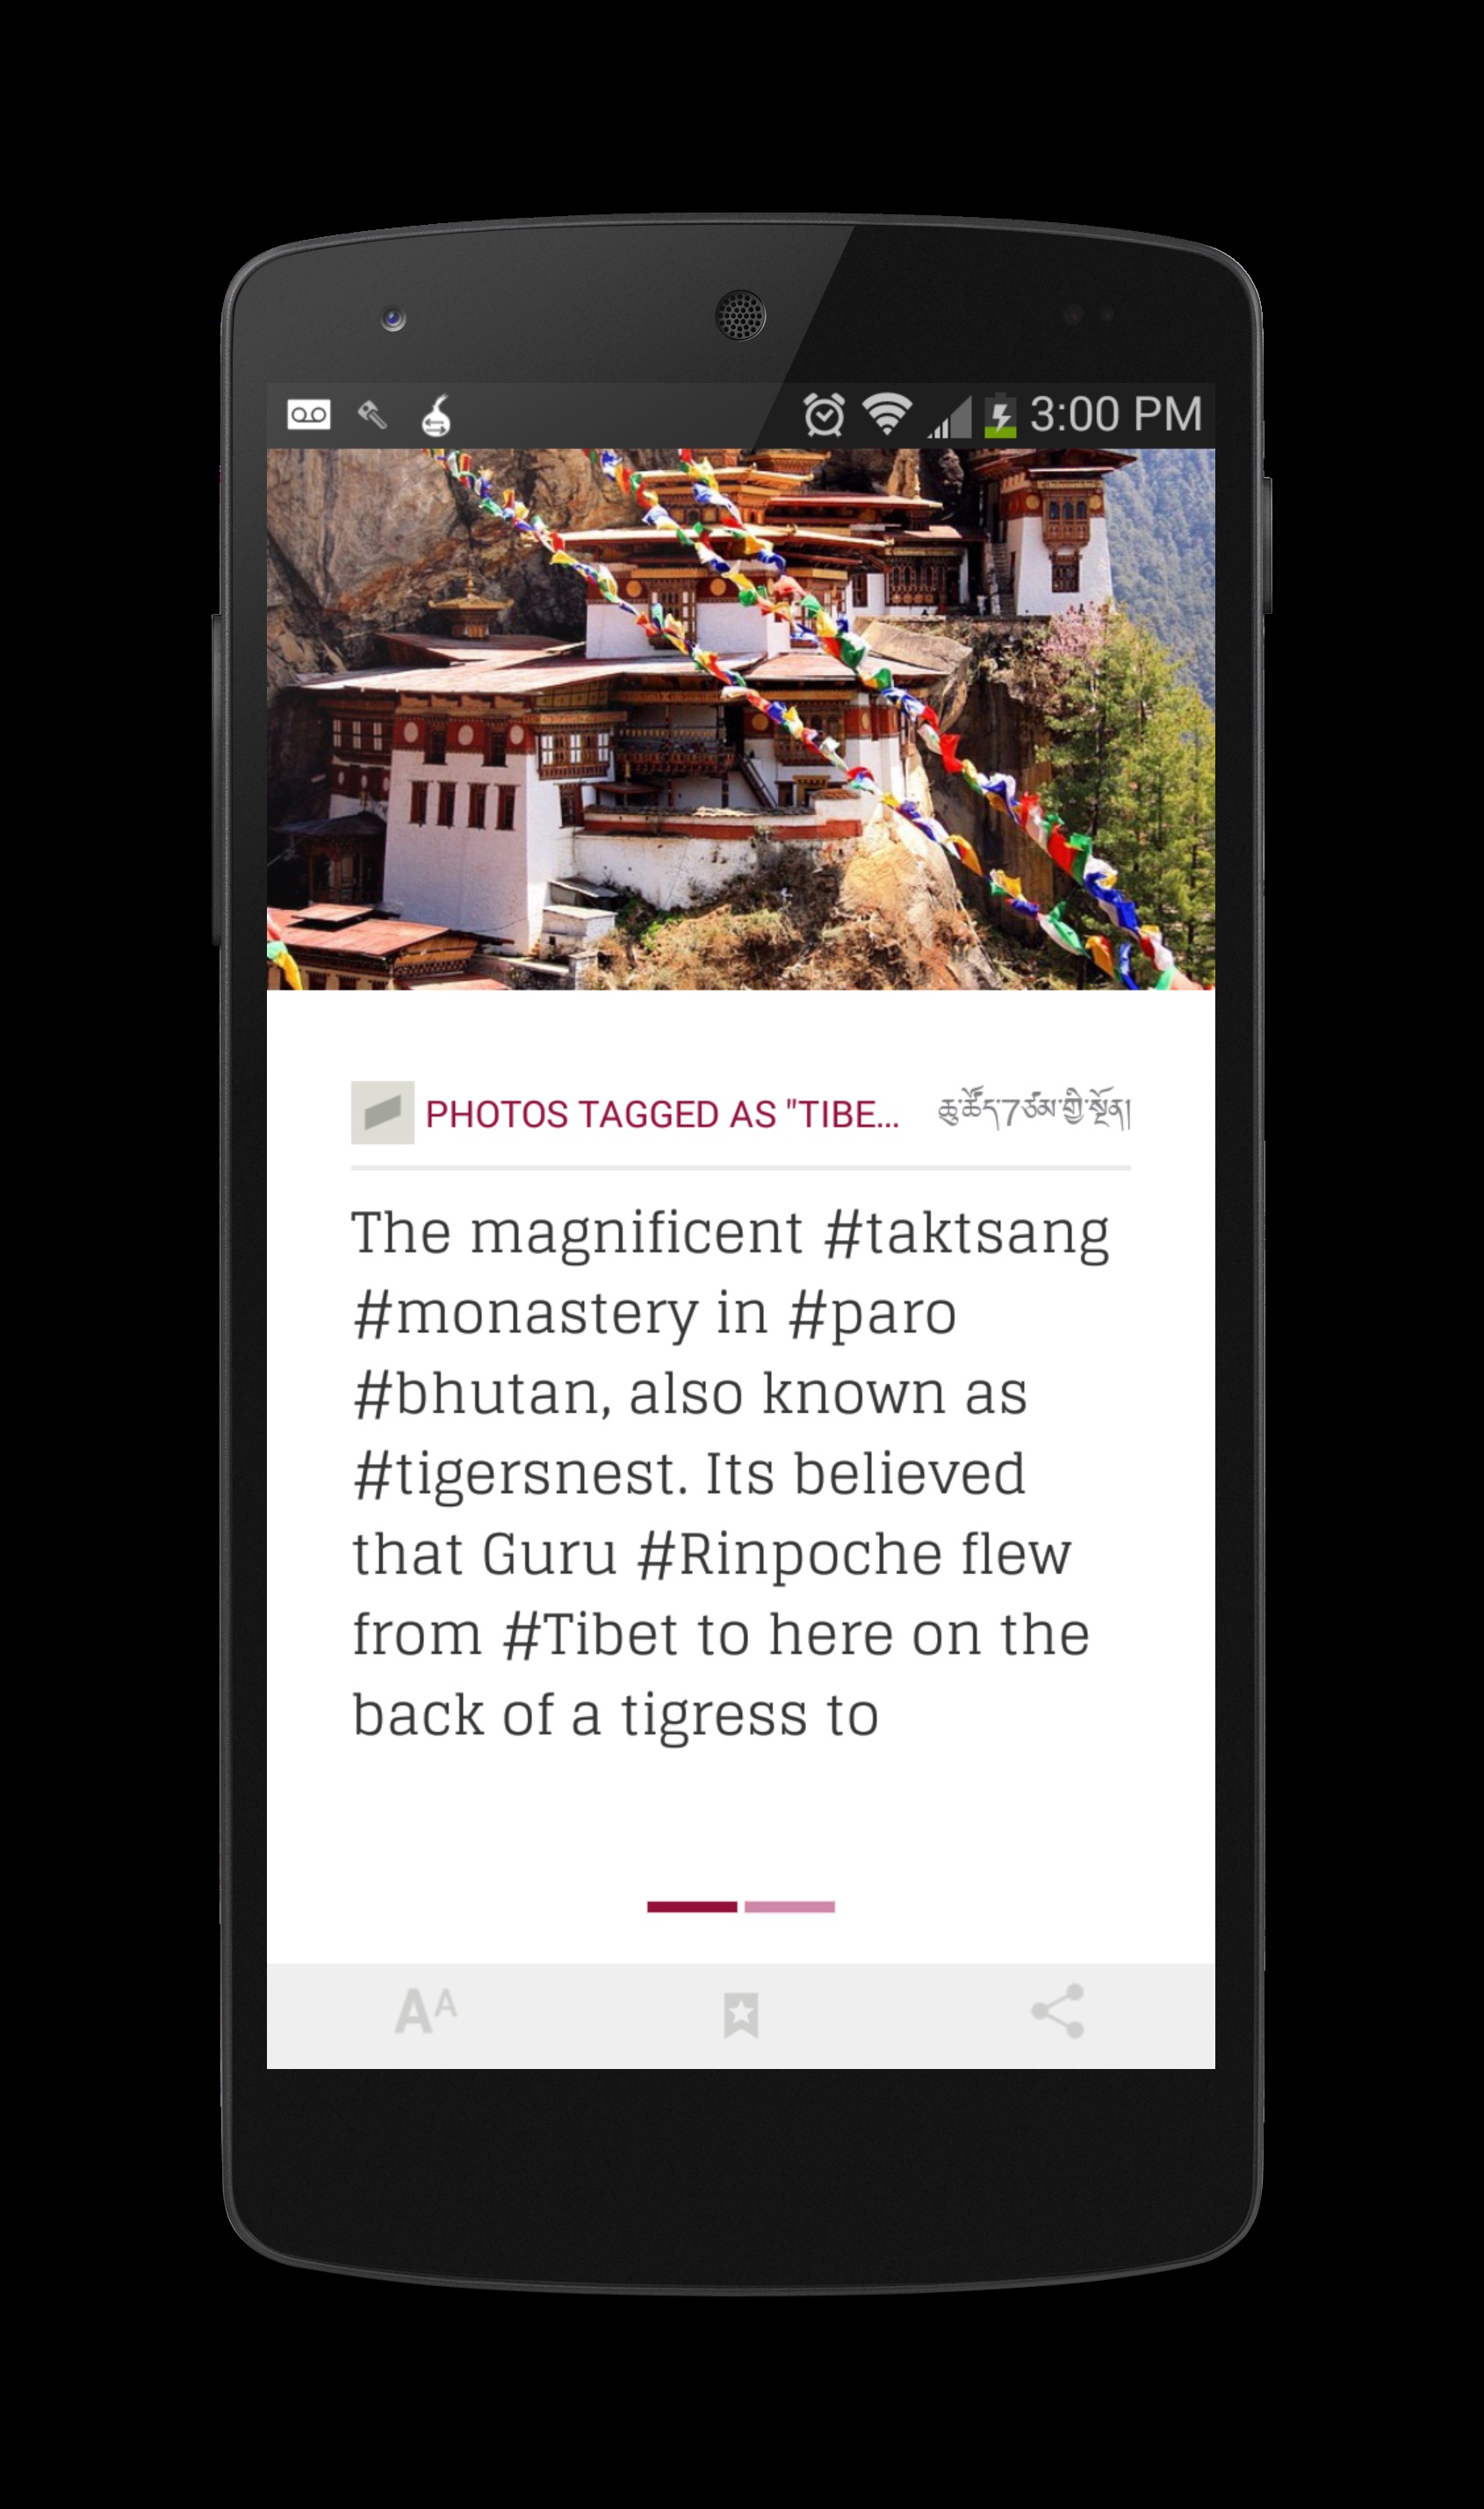 3:00 PM
PHOTOS TAGGED AS "TIBE... ཆུ་ཚོད་7ཙམ་གྱི་སྔོན།
The magnificent #taktsang
#monastery in #paro
#bhutan, also known as
#tigersnest. Its believed
that Guru #Rinpoche flew
from #Tibet to here on the
back of a tigress to
AA